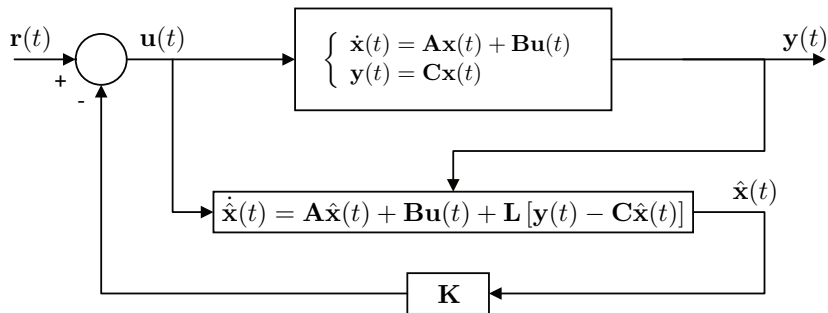 r(t)
u(t)
y(t)
+
-
{ ẋ(t) = Ax(t) + Bu(t)
y(t) = Cx(t)
x̂̇(t) = Ax̂(t) + Bu(t) + L [y(t) − Cx̂(t)]
x̂(t)
K